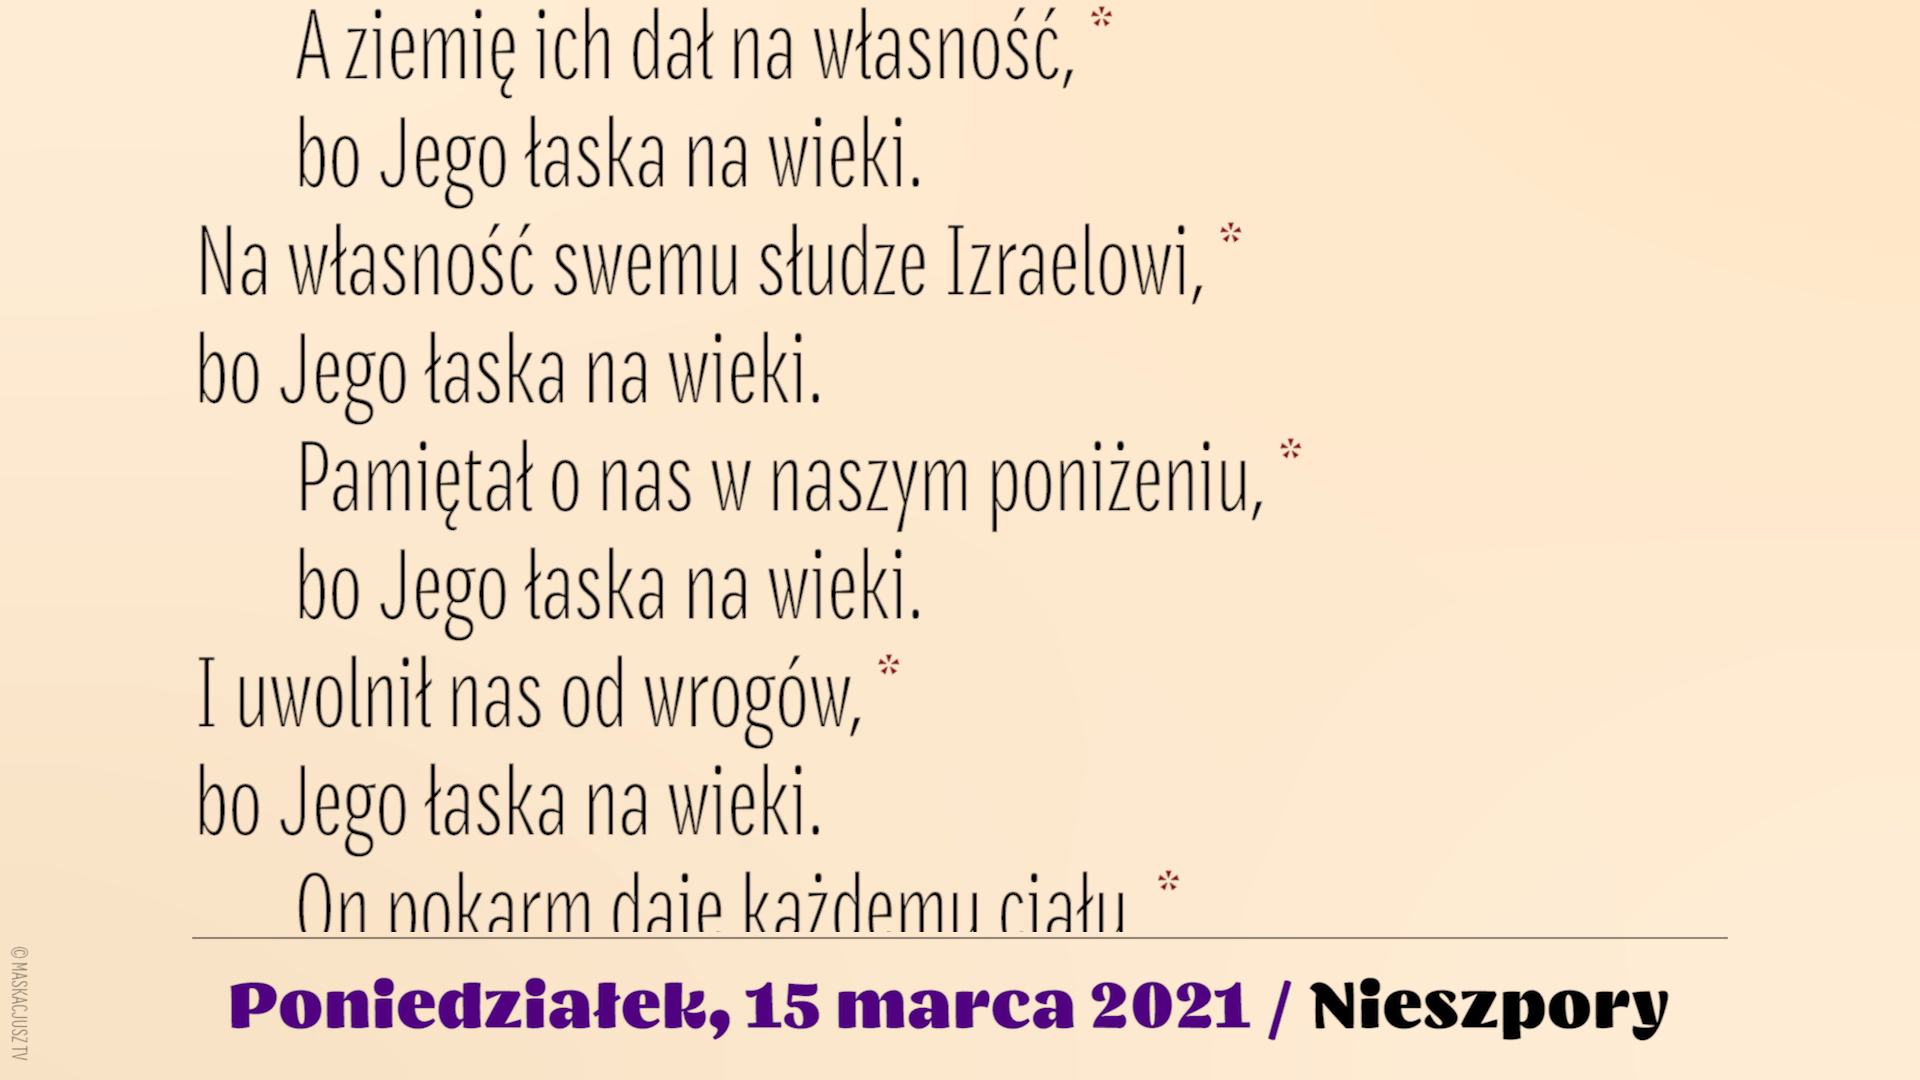 A ziemię ich dał na własność, *
bo Jego łaska na wieki.
Na własność swemu słudze Izraelowi, *
bo Jego łaska na wieki.
Pamiętał o nas w naszym poniżeniu, *
bo Jego łaska na wieki.
I uwolnił nas od wrogów, *
bo Jego łaska na wieki.
On pokarm daje każdemu ciału *
Poniedziałek, 15 marca 2021 / Nieszpory
© MASKACJUSZ TV